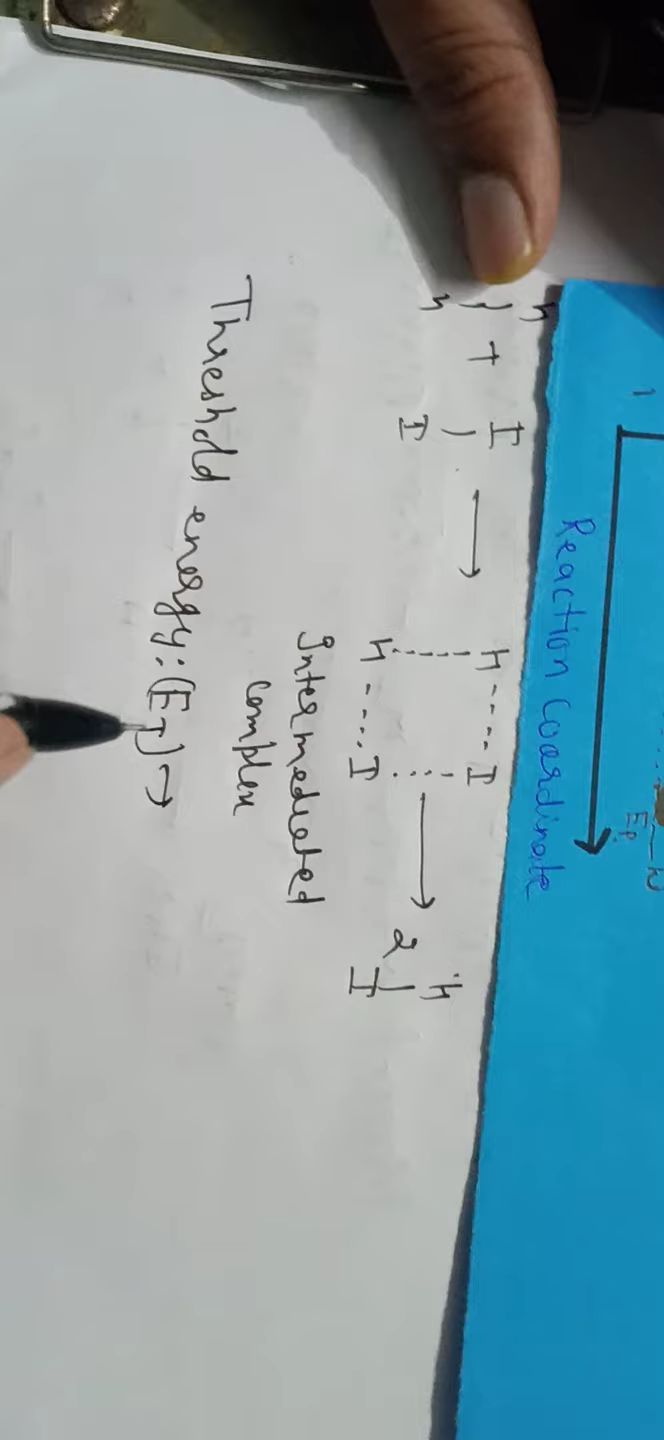 Reaction Coordinate
H H + I I → H I H I → 2 H I
Intermediated
complex
Threshold energy:(ET)→